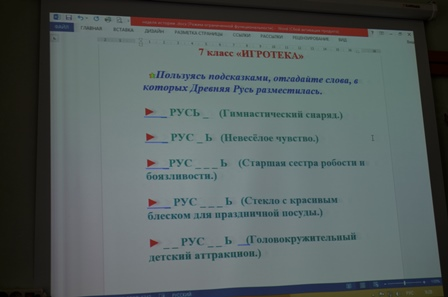 ФАЙЛ ГЛАВНАЯ ВСТАВКА ДИЗАЙН РАЗМЕТКА СТРАНИЦЫ ССЫЛКИ РАССЫЛКИ РЕЦЕНЗИРОВАНИЕ ВИД
7 класс «ИГРОТЕКА»
Пользуясь подсказками, отгадайте слова, в
которых Древняя Русь разместилась.
_ РУСЬ _ (Гимнастический снаряд.)
_ РУС _ Ь (Невесёлое чувство.)
_ РУС _ _ _ Ь (Старшая сестра робости и
боязливости.)
_ РУС _ _ _ Ь (Стекло с красивым
блеском для праздничной посуды.)
_ _ РУС _ _ Ь (Головокружительный
детский аттракцион.)